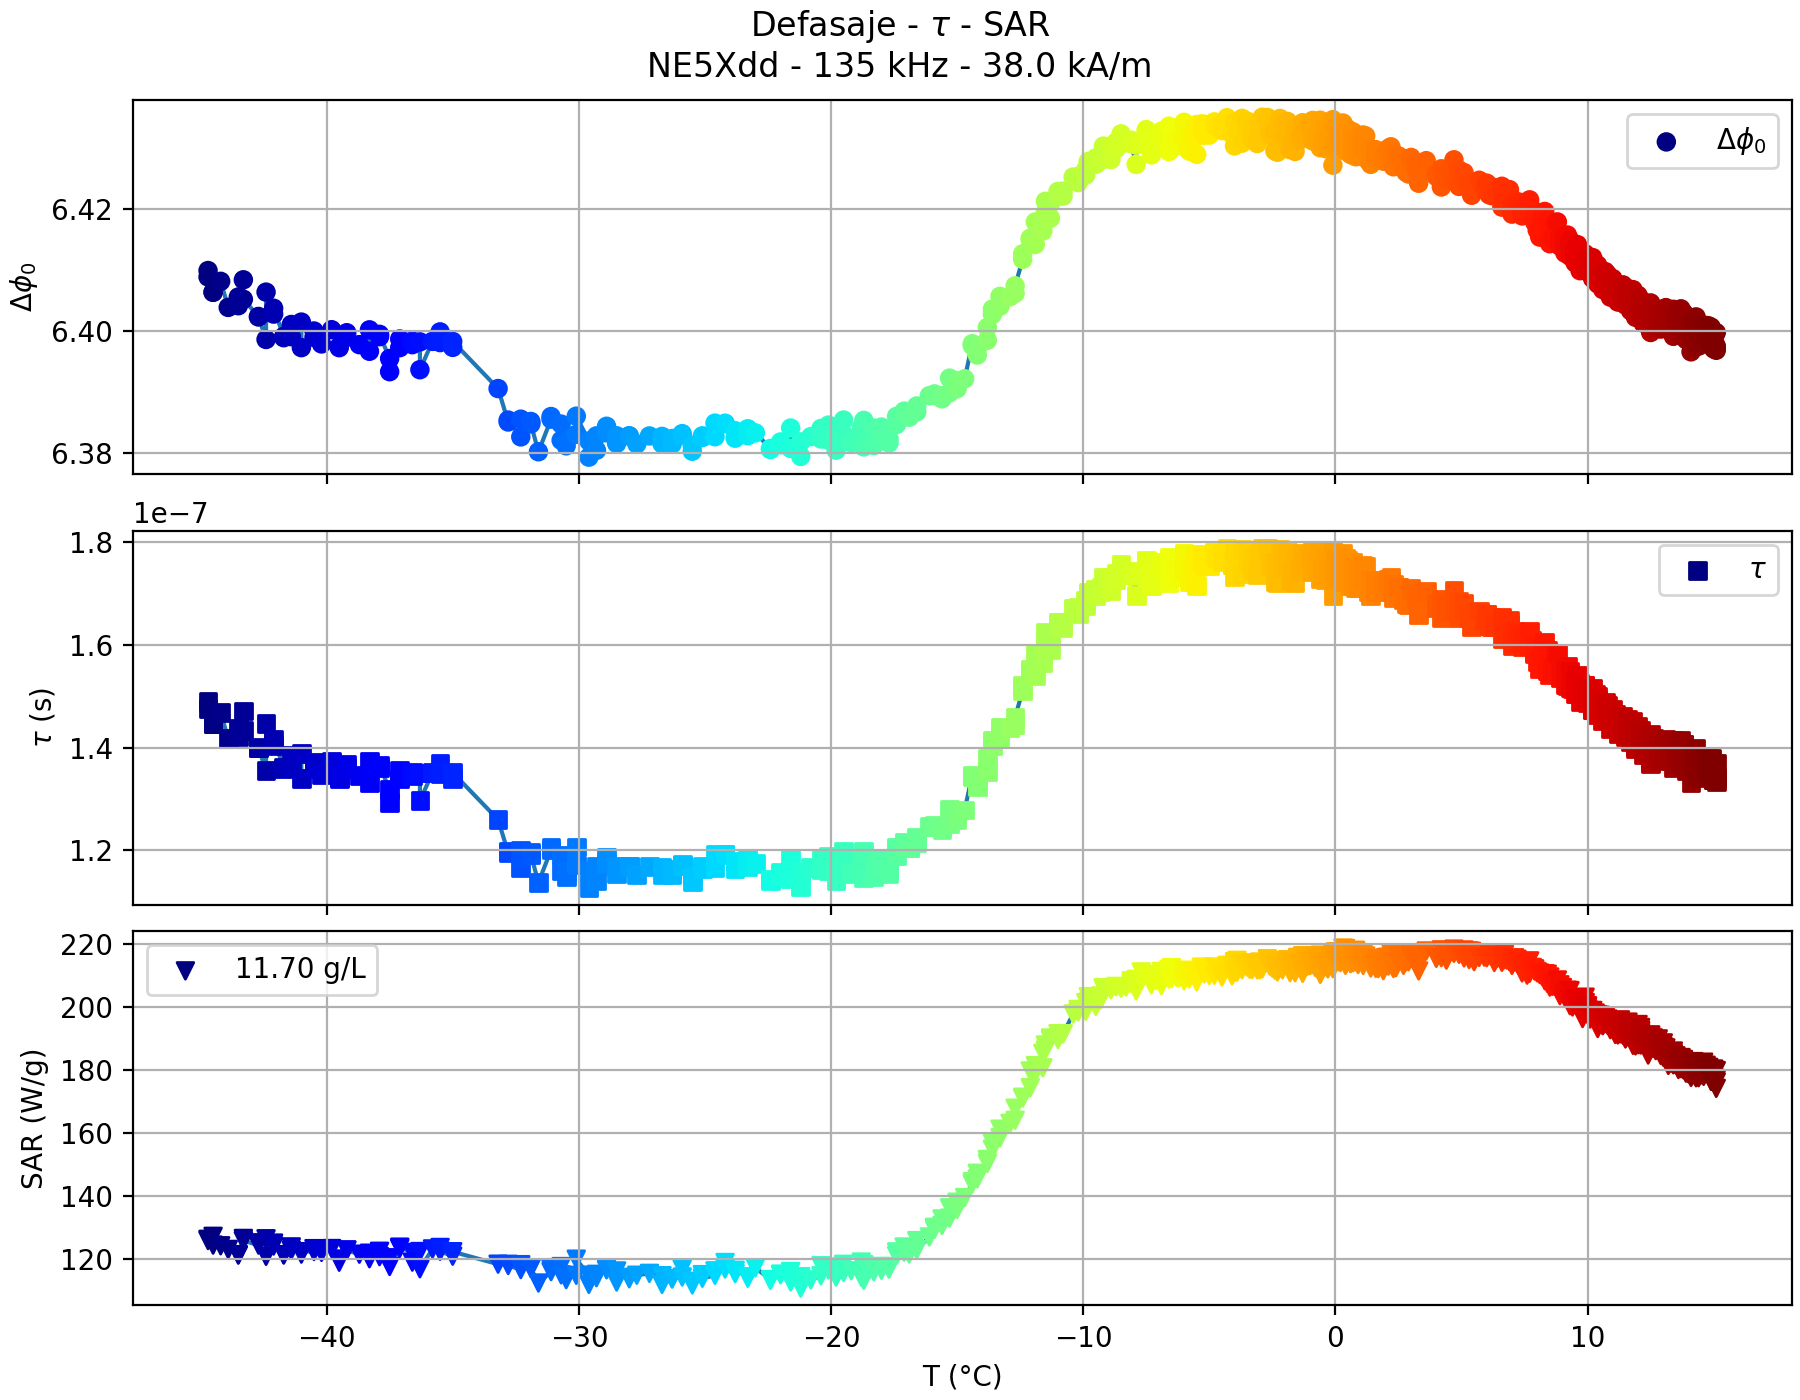 Defasaje - τ - SAR
NE5Xdd - 135 kHz - 38.0 kA/m
Δϕ₀
6.42
6.40
6.38
Δϕ₀
1e−7
1.8
1.6
1.4
1.2
τ (s)
τ
220
200
180
160
140
120
SAR (W/g)
11.70 g/L
−40
−30
−20
−10
0
10
T (°C)